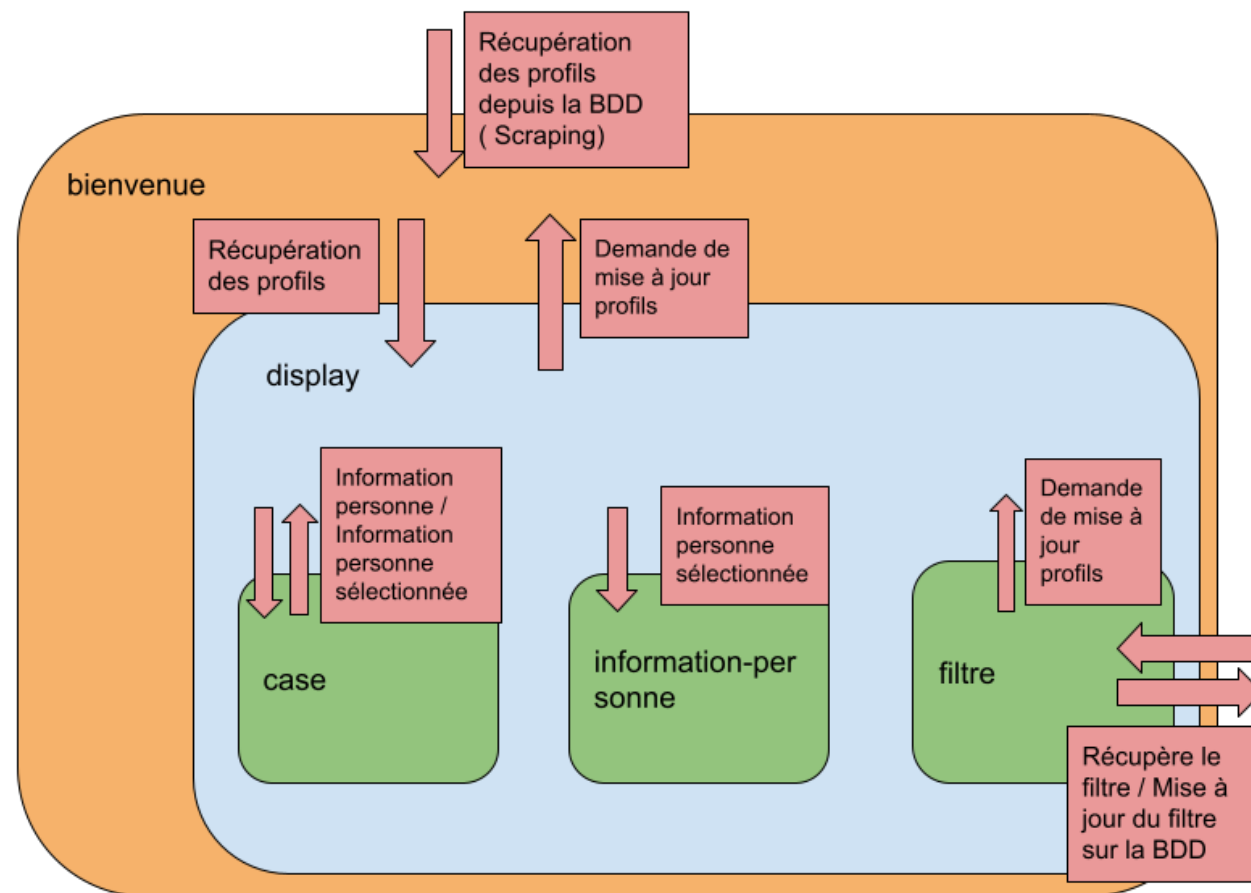 Récupération
des profils
depuis la BDD
( Scraping)
bienvenue
Récupération
des profils
Demande de
mise à jour
profils
display
Information
personne /
Information
personne
sélectionnée
Information
personne
sélectionnée
Demande
de mise à
jour
profils
case
information-per
sonne
filtre
Récupère le
filtre / Mise à
jour du filtre
sur la BDD